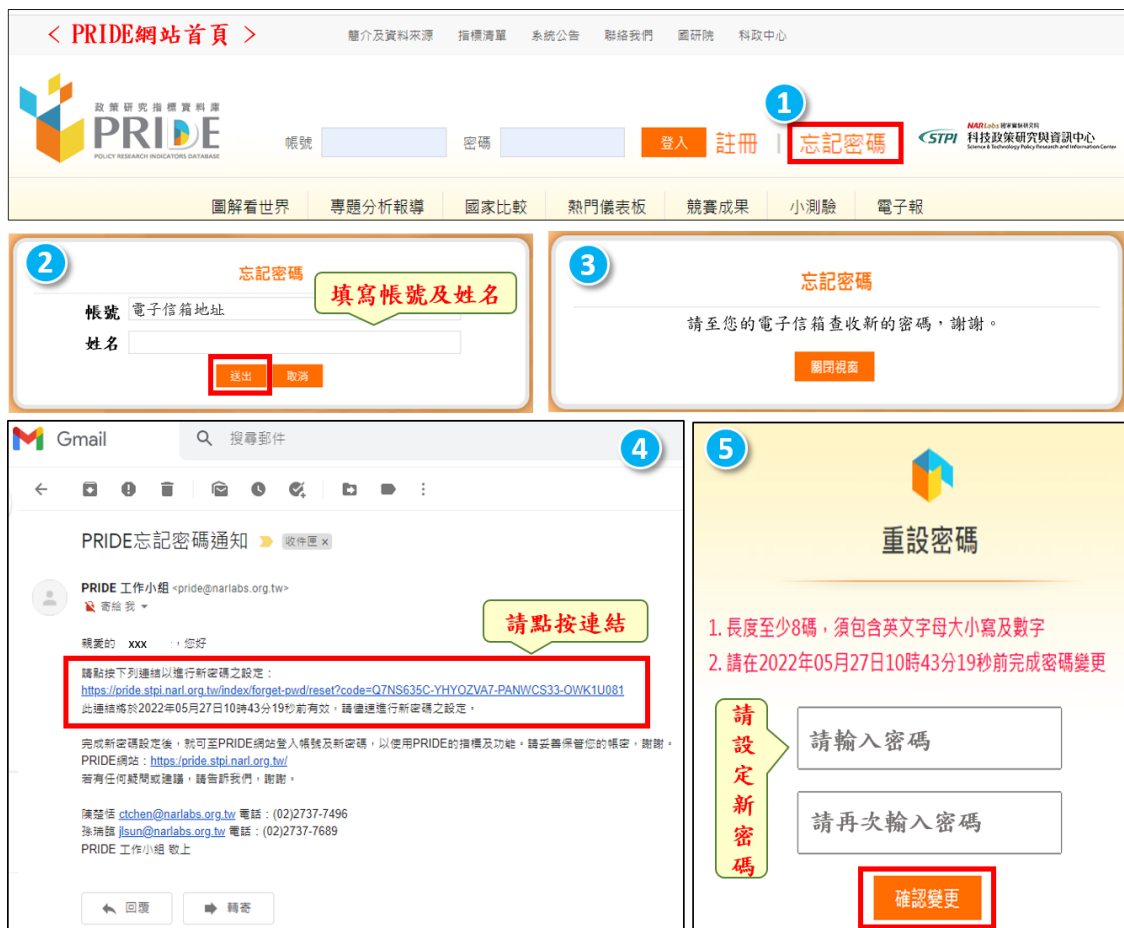 < PRIDE網站首頁 >
簡介及資料來源 指標清單 系統公告 聯絡我們 國研院 科政中心
政策研究指標資料庫
PRIDE
POLICY RESEARCH INDICATORS DATABASE
帳號
密碼
登入
註冊 | 忘記密碼
1
STPI
NARLabs 國家實驗研究院
科技政策研究與資訊中心
Science & Technology Policy Research and Information Center
圖解看世界 專題分析報導 國家比較 熱門儀表板 競賽成果 小測驗 電子報
2
忘記密碼
填寫帳號及姓名
帳號 電子信箱地址
姓名
送出 取消
3
忘記密碼
請至您的電子信箱查收新的密碼，謝謝。
關閉視窗
Gmail
搜尋郵件
4
PRIDE忘記密碼通知 收件匣 x
PRIDE 工作小組 <pride@narlabs.org.tw>
寄給 我
請點按連結
親愛的 xxx ，您好
請點按下列連結以進行新密碼之設定：
https://pride.stpi.narl.org.tw/index/forget-pwd/reset?code=Q7NS635C-YHYOZVA7-PANWCS33-OWK1U081
此連結將於2022年05月27日10時43分19秒前有效，請儘速進行新密碼之設定。
完成新密碼設定後，就可至PRIDE網站登入帳號及新密碼，以使用PRIDE的指標及功能。請妥善保管您的帳密，謝謝。
PRIDE網站：https:/pride.stpi.narl.org.tw/
若有任何疑問或建議，請告訴我們，謝謝。
陳楚恬 ctchen@narlabs.org.tw 電話：(02)2737-7496
jlsun@narlabs.org.tw 電話：(02)2737-7689
PRIDE 工作小組 敬上
回覆
轉寄
5
重設密碼
1. 長度至少8碼，須包含英文字母大小寫及數字
2. 請在2022年05月27日10時43分19秒前完成密碼變更
請設定新密碼
請輸入密碼
請再次輸入密碼
確認變更